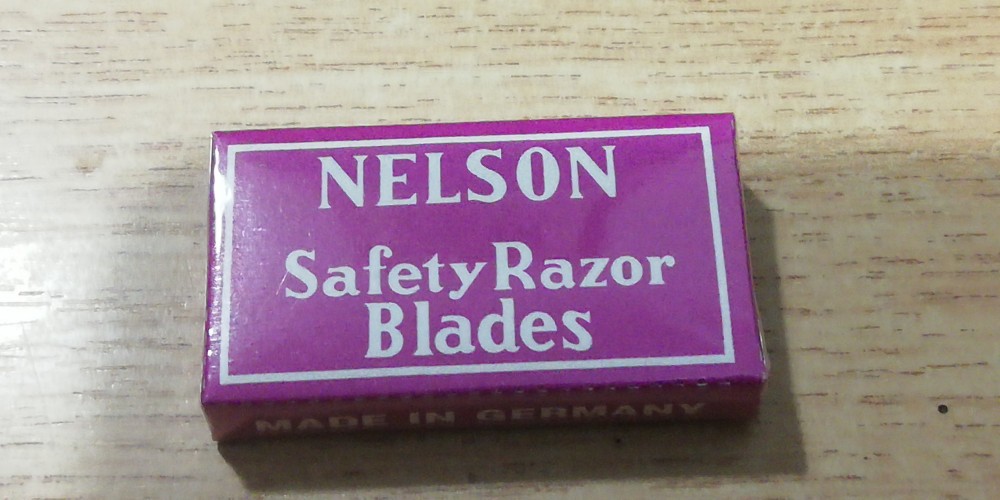 NELSON
Safety Razor
Blades
MADE IN GERMANY